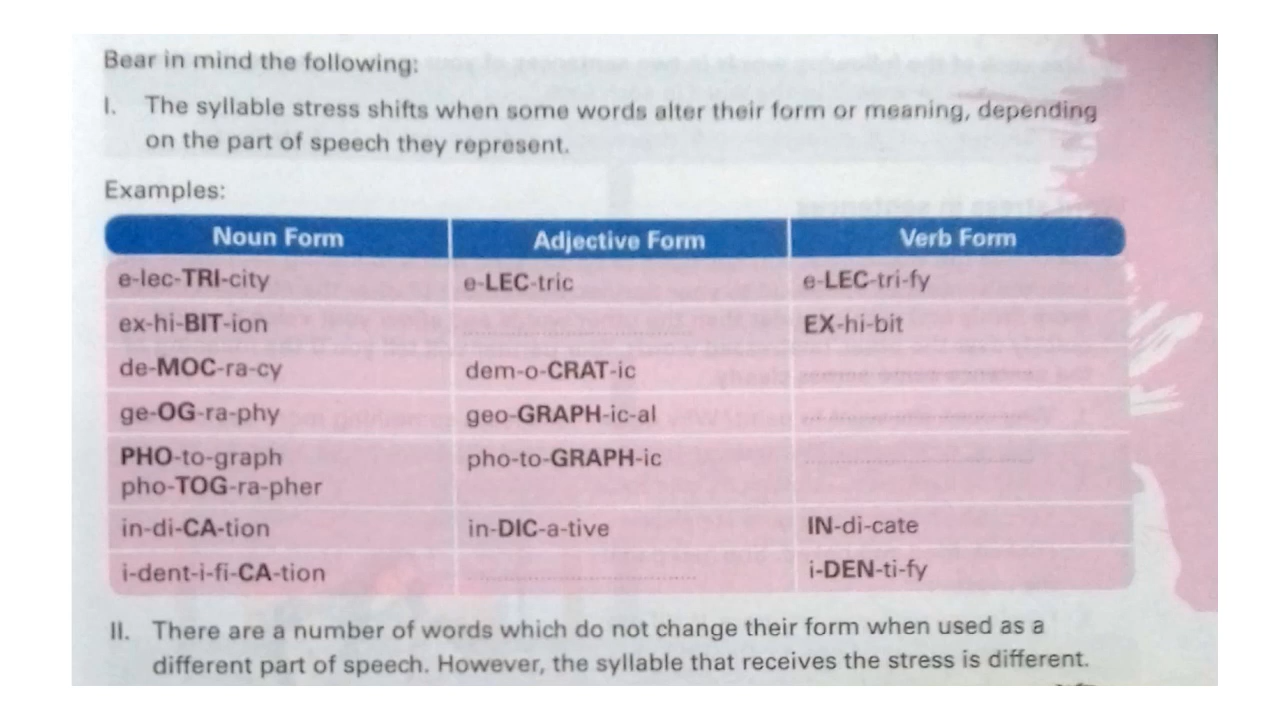 Bear in mind the following:
I. The syllable stress shifts when some words alter their form or meaning, depending
on the part of speech they represent.
Examples:
Noun Form Adjective Form Verb Form
e-lec-TRI-city e-LEC-tric e-LEC-tri-fy
ex-hi-BIT-ion EX-hi-bit
de-MOC-ra-cy dem-o-CRAT-ic
ge-OG-ra-phy geo-GRAPH-ic-al
PHO-to-graph pho-to-GRAPH-ic
pho-TOG-ra-pher
in-di-CA-tion in-DIC-a-tive IN-di-cate
i-dent-i-fi-CA-tion i-DEN-ti-fy
II. There are a number of words which do not change their form when used as a
different part of speech. However, the syllable that receives the stress is different.